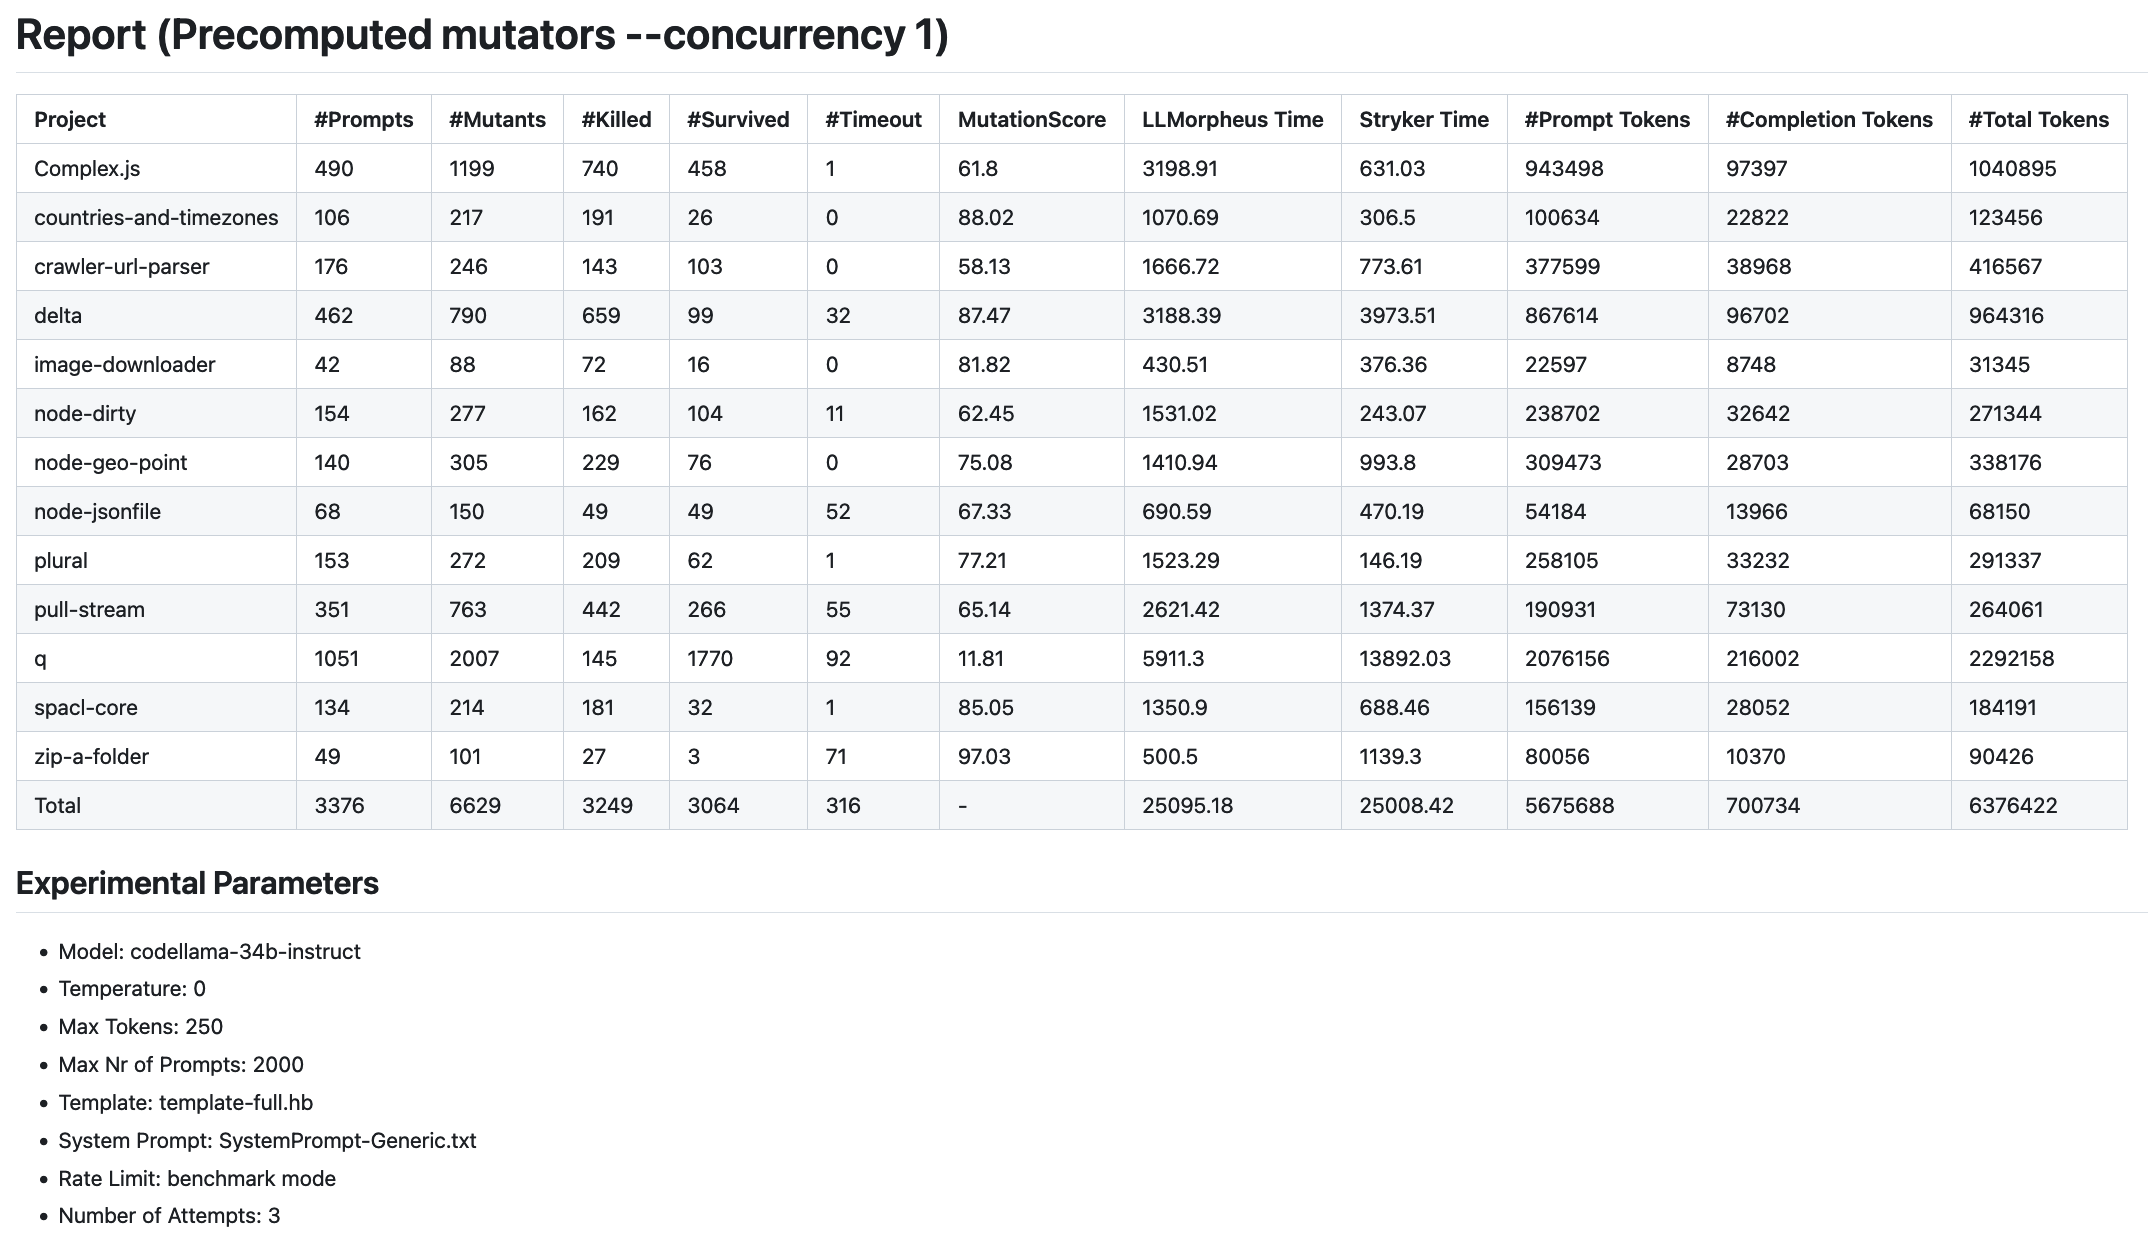 Report (Precomputed mutators --concurrency 1)
Project #Prompts #Mutants #Killed #Survived #Timeout MutationScore LLMorpheus Time Stryker Time #Prompt Tokens #Completion Tokens #Total Tokens
Complex.js 490 1199 740 458 1 61.8 3198.91 631.03 943498 97397 1040895
countries-and-timezones 106 217 191 26 0 88.02 1070.69 306.5 100634 22822 123456
crawler-url-parser 176 246 143 103 0 58.13 1666.72 773.61 377599 38968 416567
delta 462 790 659 99 32 87.47 3188.39 3973.51 867614 96702 964316
image-downloader 42 88 72 16 0 81.82 430.51 376.36 22597 8748 31345
node-dirty 154 277 162 104 11 62.45 1531.02 243.07 238702 32642 271344
node-geo-point 140 305 229 76 0 75.08 1410.94 993.8 309473 28703 338176
node-jsonfile 68 150 49 49 52 67.33 690.59 470.19 54184 13966 68150
plural 153 272 209 62 1 77.21 1523.29 146.19 258105 33232 291337
pull-stream 351 763 442 266 55 65.14 2621.42 1374.37 190931 73130 264061
q 1051 2007 145 1770 92 11.81 5911.3 13892.03 2076156 216002 2292158
spacl-core 134 214 181 32 1 85.05 1350.9 688.46 156139 28052 184191
zip-a-folder 49 101 27 3 71 97.03 500.5 1139.3 80056 10370 90426
Total 3376 6629 3249 3064 316 - 25095.18 25008.42 5675688 700734 6376422
Experimental Parameters
• Model: codellama-34b-instruct
• Temperature: 0
• Max Tokens: 250
• Max Nr of Prompts: 2000
• Template: template-full.hb
• System Prompt: SystemPrompt-Generic.txt
• Rate Limit: benchmark mode
• Number of Attempts: 3